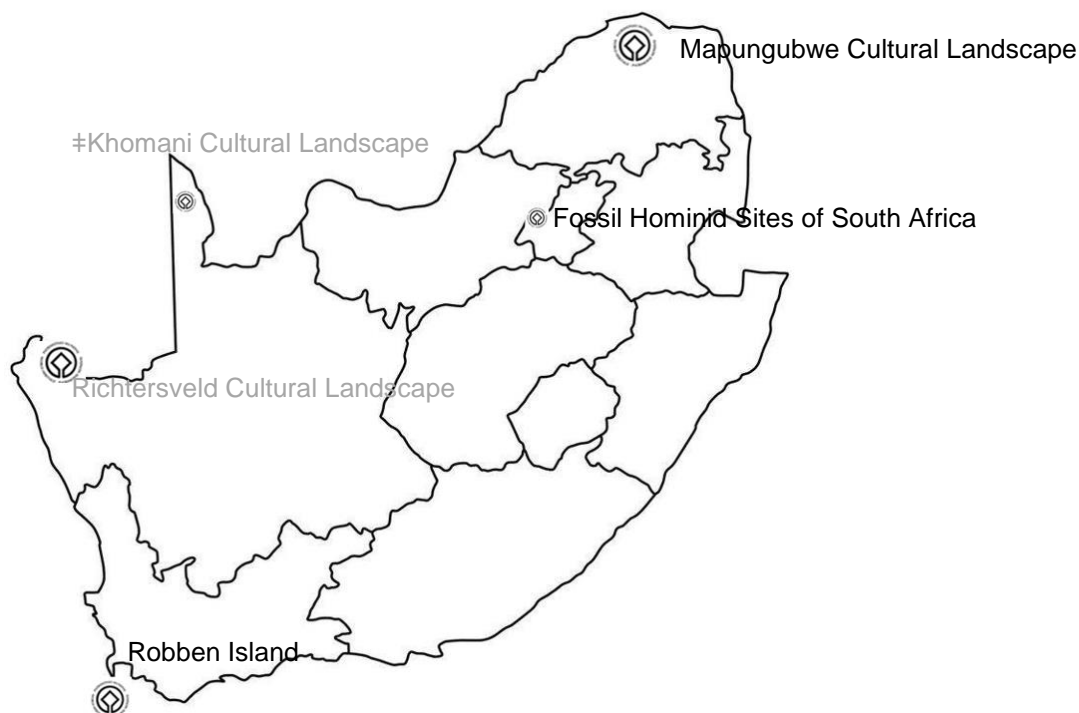 Mapungubwe Cultural Landscape
ǂKhomani Cultural Landscape
Fossil Hominid Sites of South Africa
Richtersveld Cultural Landscape
Robben Island